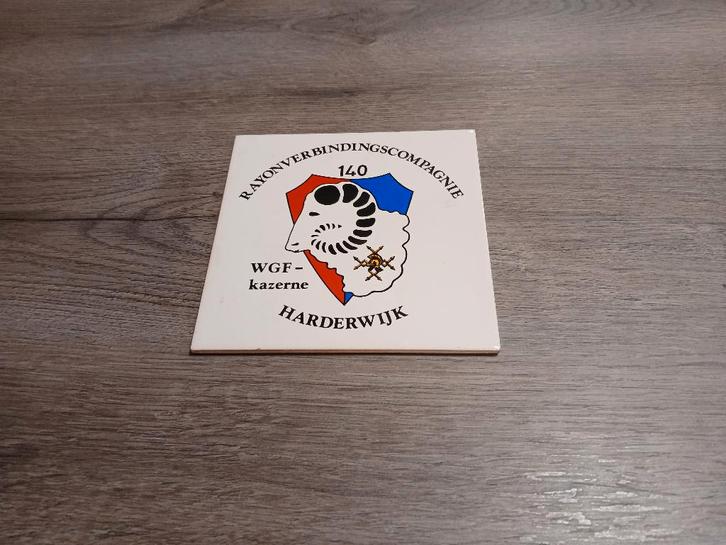 RAYONVERBINDINGSCOMPAGNIE
140
WGF-
kazerne
HARDERWIJK